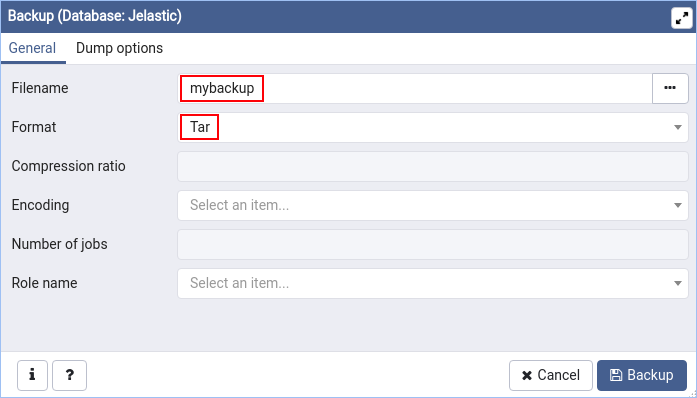 Backup (Database: Jelastic)
General Dump options
Filename mybackup ...
Format Tar
Compression ratio
Encoding Select an item...
Number of jobs
Role name Select an item...
i ? Cancel Backup